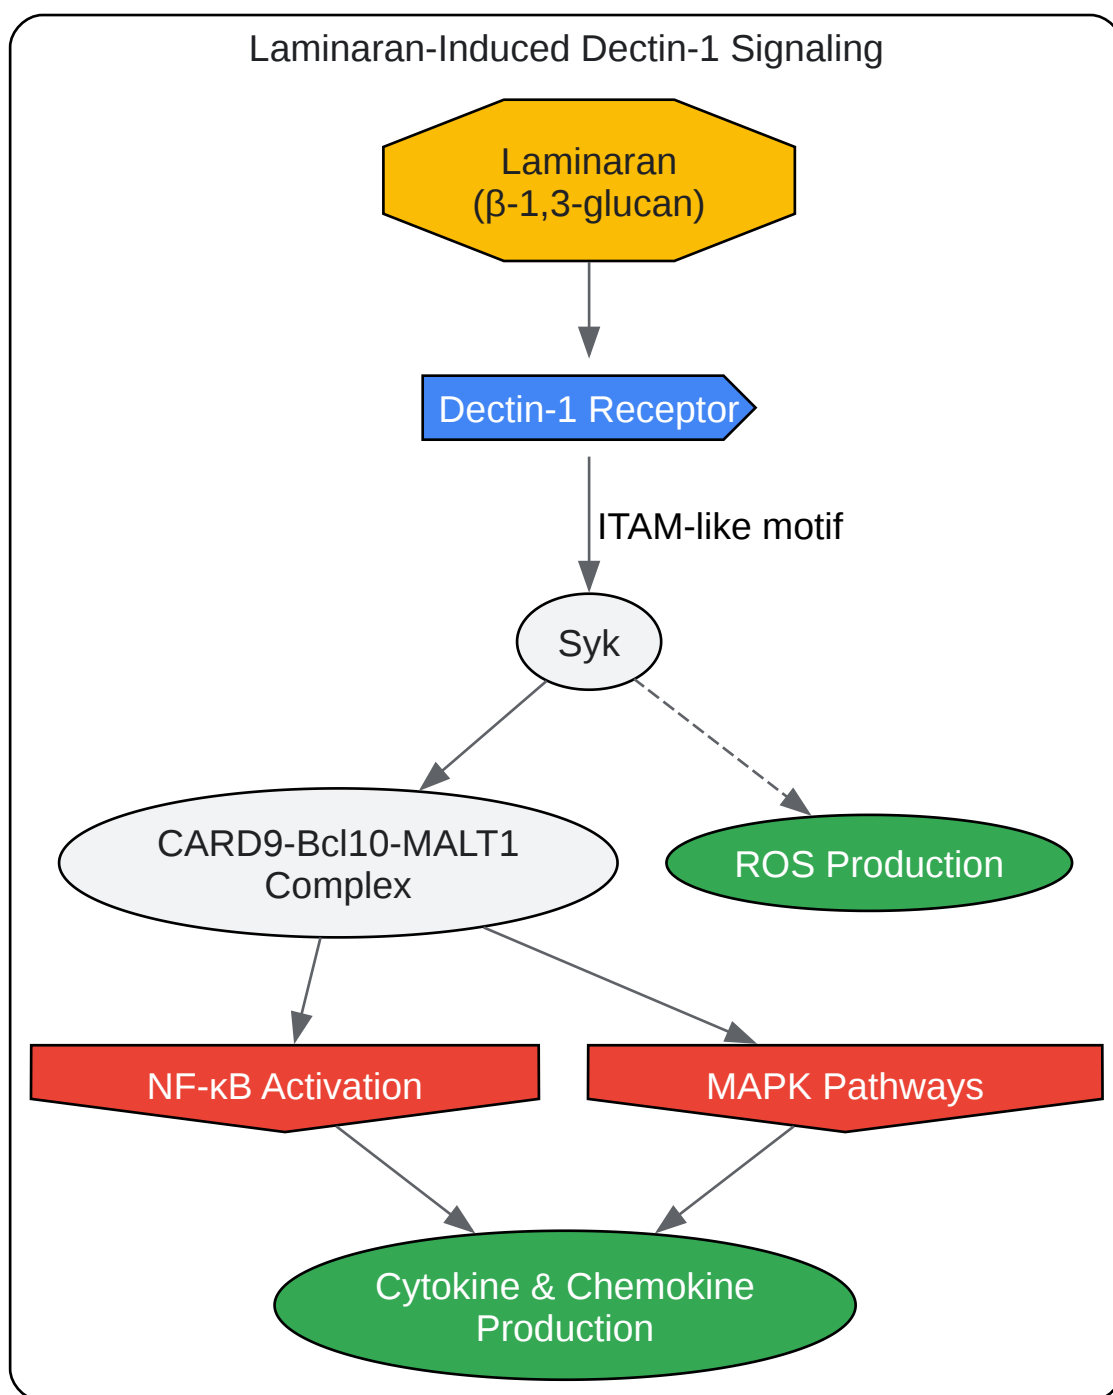 Laminaran-Induced Dectin-1 Signaling
Laminaran
(β-1,3-glucan)
Dectin-1 Receptor
ITAM-like motif
Syk
CARD9-Bcl10-MALT1
Complex
ROS Production
NF-κB Activation
MAPK Pathways
Cytokine & Chemokine
Production